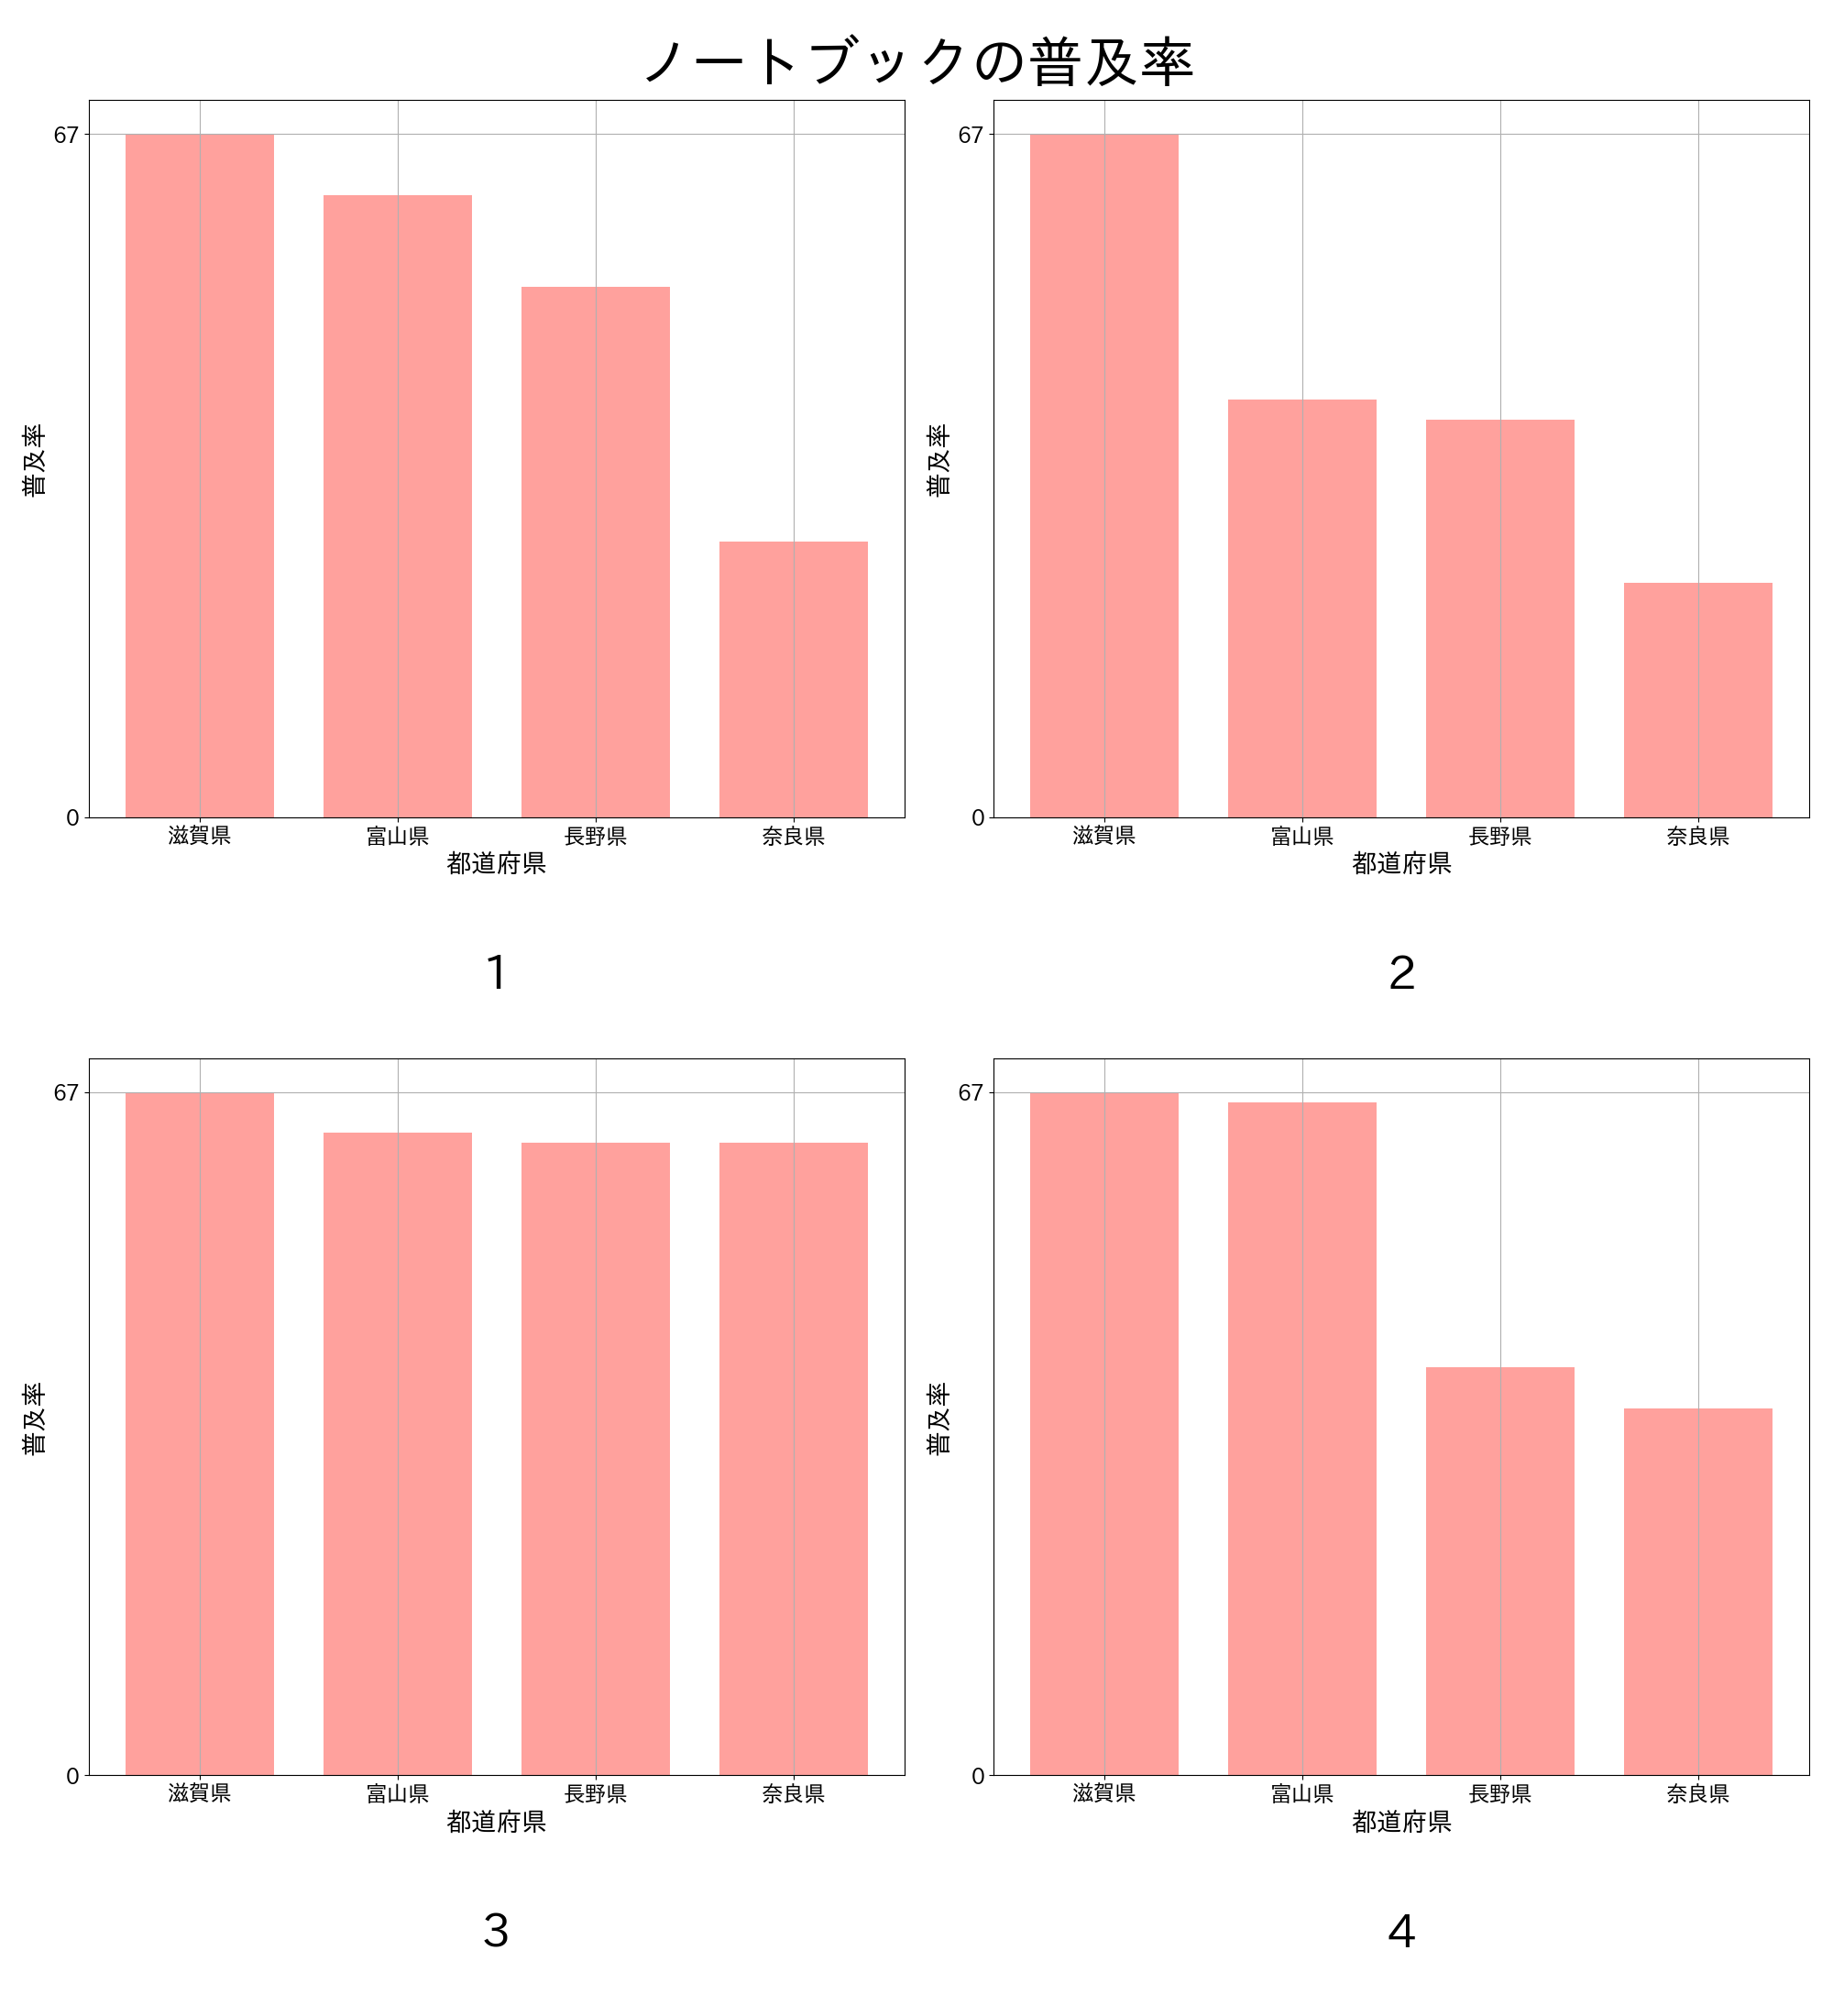 ノートブックの普及率
67
0
普及率
滋賀県 富山県 長野県 奈良県
都道府県
1
67
0
普及率
滋賀県 富山県 長野県 奈良県
都道府県
2
67
0
普及率
滋賀県 富山県 長野県 奈良県
都道府県
3
67
0
普及率
滋賀県 富山県 長野県 奈良県
都道府県
4